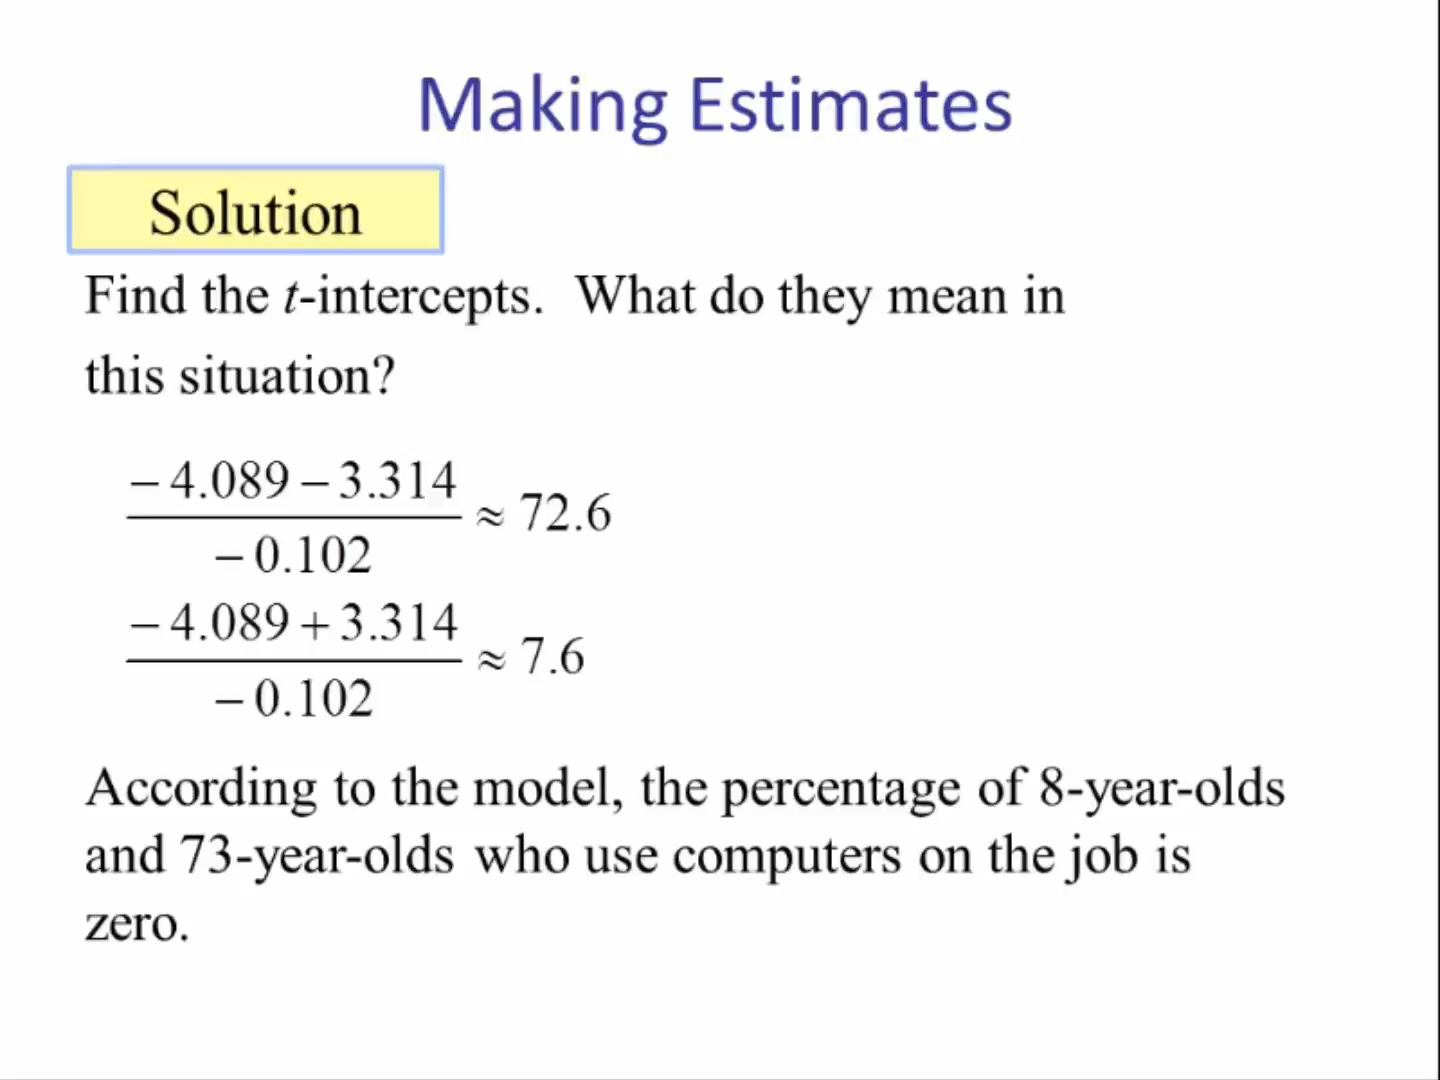 Making Estimates
Solution
Find the t-intercepts. What do they mean in
this situation?
− 4.089 − 3.314
− 0.102
≈ 72.6
− 4.089 + 3.314
− 0.102
≈ 7.6
According to the model, the percentage of 8-year-olds
and 73-year-olds who use computers on the job is
zero.